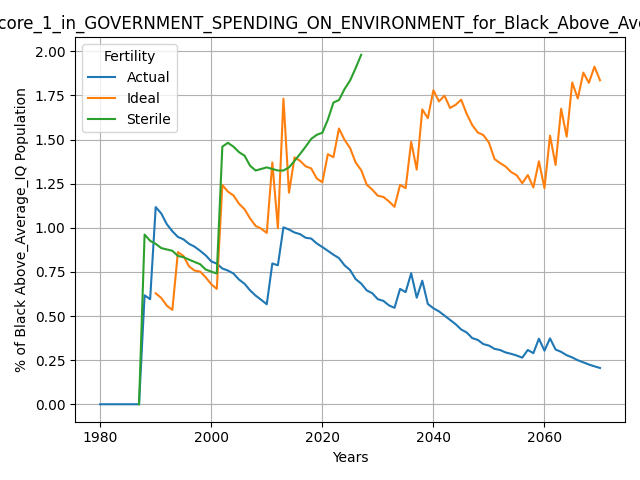 core_1_in_GOVERNMENT_SPENDING_ON_ENVIRONMENT_for_Black_Above_Ave
Fertility
Actual
Ideal
Sterile
% of Black Above_Average_IQ Population
2.00
1.75
1.50
1.25
1.00
0.75
0.50
0.25
0.00
1980 2000 2020 2040 2060
Years